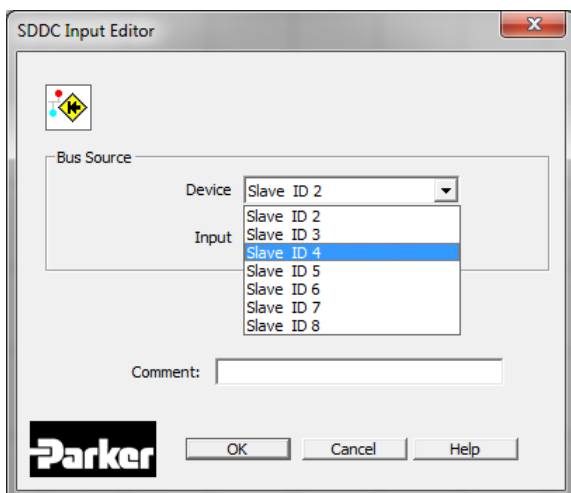 SDDC Input Editor
Bus Source
Device Slave ID 2
Slave ID 2
Input Slave ID 3
Slave ID 4
Slave ID 5
Slave ID 6
Slave ID 7
Slave ID 8
Comment:
Parker OK Cancel Help